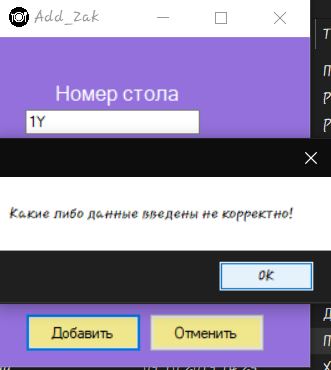 Add_Zak
Номер стола
1Y
Какие либо данные введены не корректно!
OK
Добавить
Отменить